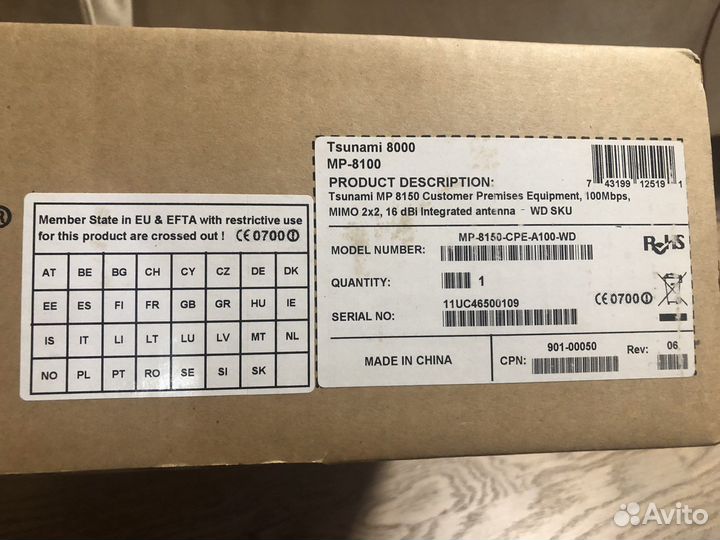 ®
Member State in EU & EFTA with restrictive use
for this product are crossed out ! CE0700!
AT BE BG CH CY CZ DE DK
EE ES FI FR GB GR HU IE
IS IT LI LT LU LV MT NL
NO PL PT RO SE SI SK
Tsunami 8000
MP-8100
PRODUCT DESCRIPTION:
Tsunami MP 8150 Customer Premises Equipment, 100Mbps,
MIMO 2x2, 16 dBi Integrated antenna - WD SKU
7 43199 12519 1
MODEL NUMBER: MP-8150-CPE-A100-WD
RoHS
QUANTITY: 1
SERIAL NO: 11UC46500109
CE0700!
MADE IN CHINA
CPN: 901-00050
Rev: 06
Avito